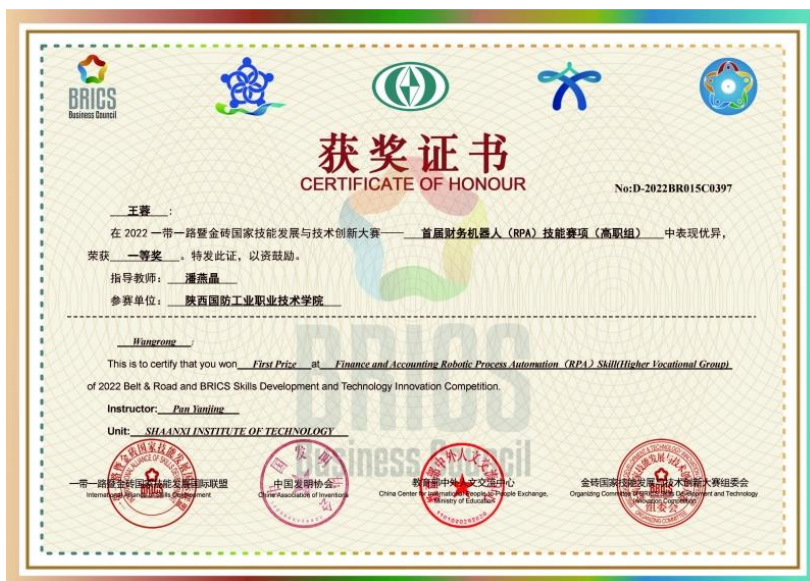 BRICS
Business Council
获奖证书
CERTIFICATE OF HONOUR
No:D-2022BR015C0397
王蓉 :
在 2022 一带一路暨金砖国家技能发展与技术创新大赛—— 首届财务机器人（RPA）技能赛项（高职组） 中表现优异，
荣获 一等奖 。特发此证，以资鼓励。
指导教师： 潘燕晶
参赛单位： 陕西国防工业职业技术学院
Wangrong :
This is to certify that you won First Prize at Finance and Accounting Robotic Process Automation（RPA）Skill(Higher Vocational Group)
of 2022 Belt & Road and BRICS Skills Development and Technology Innovation Competition.
Instructor: Pan Yanjing
Unit: SHAANXI INSTITUTE OF TECHNOLOGY
BRICS
Business Council
一带一路暨金砖国家技能发展国际联盟
International Alliance of Skills Development
中国发明协会
China Association of Inventions
教育部中外人文交流中心
China Center for International People-to-People Exchange,
Ministry of Education
金砖国家技能发展与技术创新大赛组委会
Organizing Committee of BRICS Skills Development and Technology
Innovation Competition